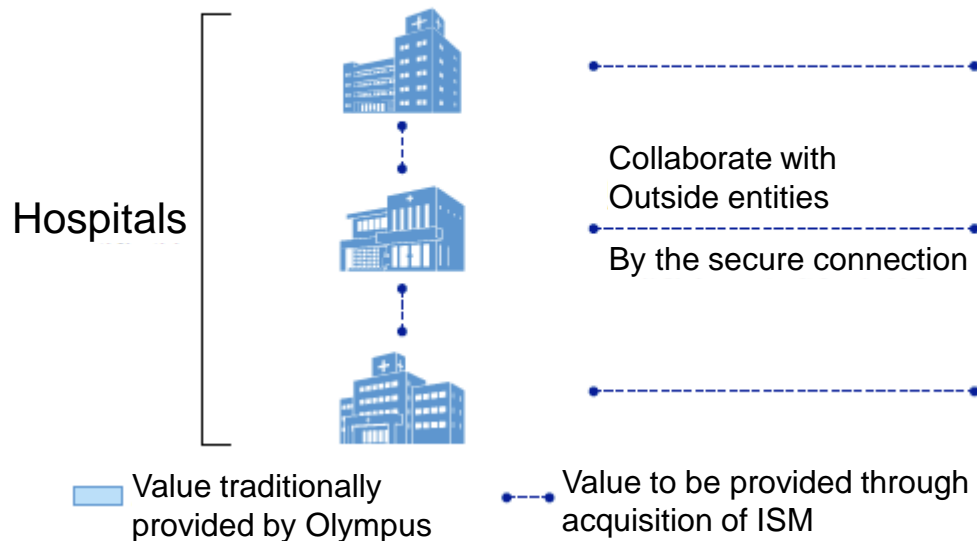 Hospitals
Collaborate with
Outside entities
By the secure connection
Value traditionally
provided by Olympus
Value to be provided through
acquisition of ISM